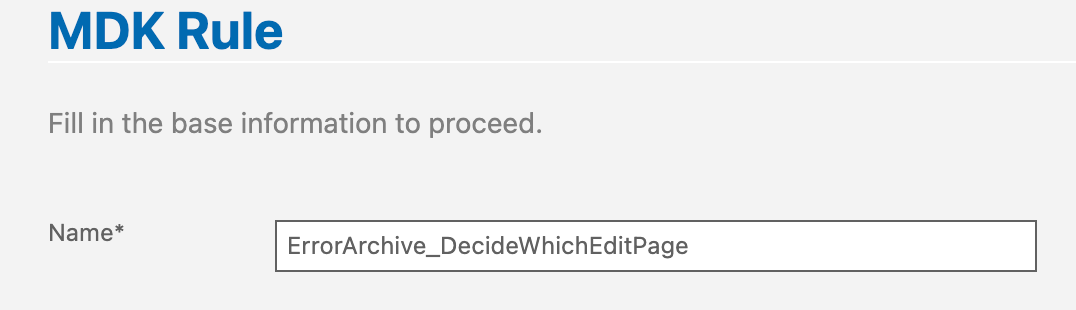 MDK Rule
Fill in the base information to proceed.
Name*
ErrorArchive_DecideWhichEditPage